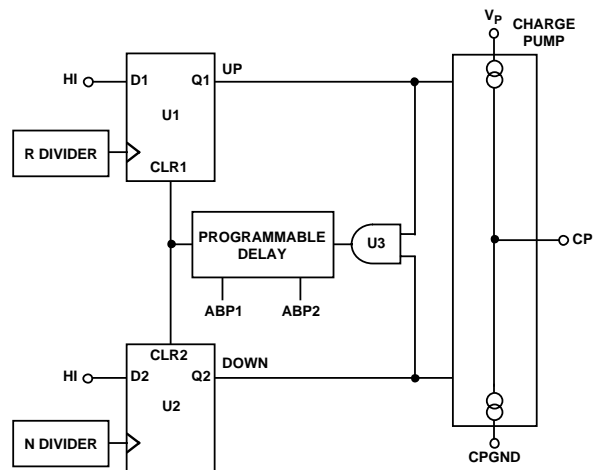 V_P
CHARGE
PUMP
UP
HI
D1
Q1
U1
R DIVIDER
CLR1
PROGRAMMABLE
DELAY
U3
CP
ABP1
ABP2
CLR2
DOWN
HI
D2
Q2
U2
N DIVIDER
CPGND